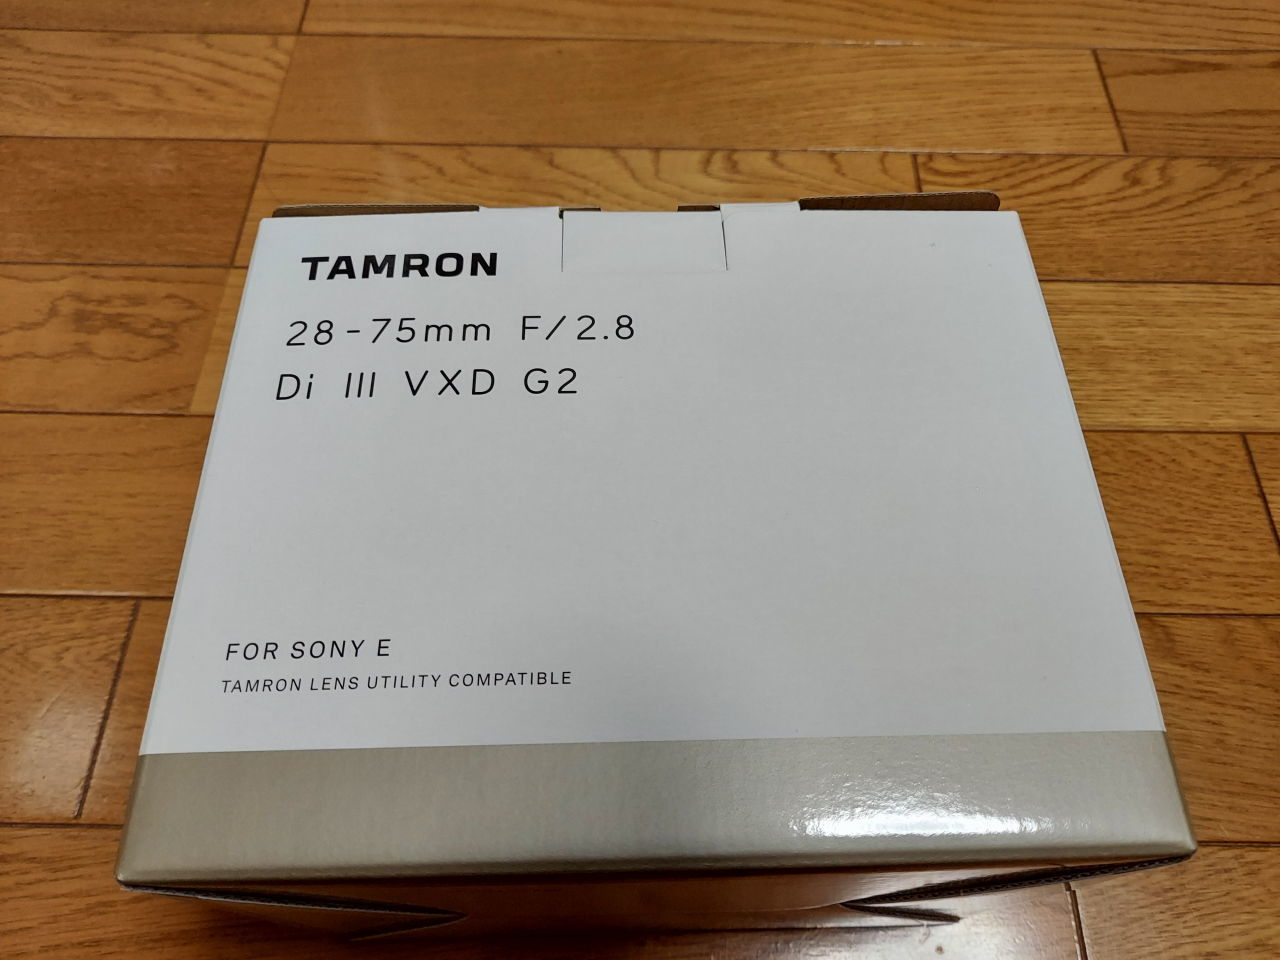 TAMRON
28-75mm F/2.8
Di III VXD G2
FOR SONY E
TAMRON LENS UTILITY COMPATIBLE